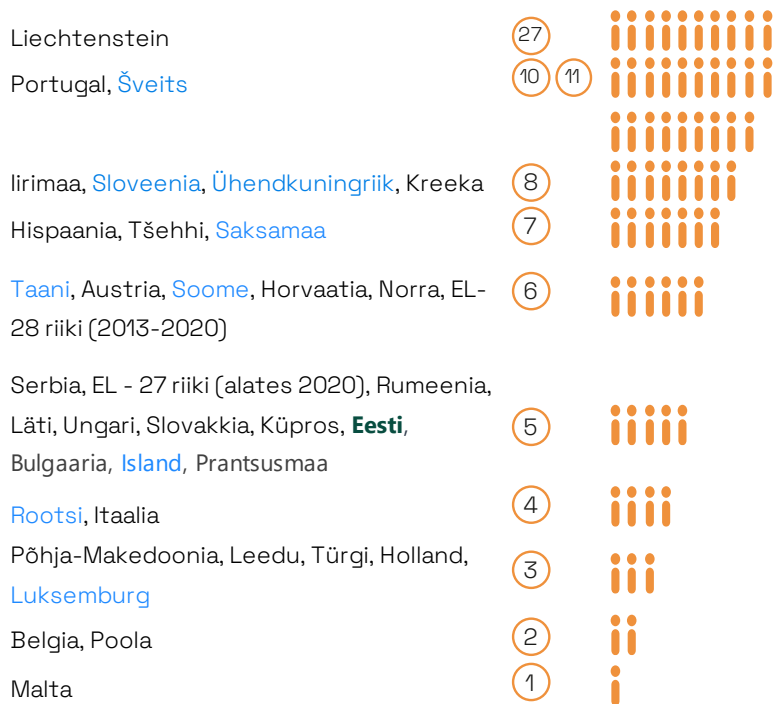 Liechtenstein 27
Portugal, Šveits 10 11
Iirimaa, Sloveenia, Ühendkuningriik, Kreeka 8
Hispaania, Tšehhi, Saksamaa 7
Taani, Austria, Soome, Horvaatia, Norra, EL- 6
28 riiki (2013-2020)
Serbia, EL - 27 riiki (alates 2020), Rumeenia,
Läti, Ungari, Slovakkia, Küpros, Eesti, 5
Bulgaaria, Island, Prantsusmaa
Rootsi, Itaalia 4
Põhja-Makedoonia, Leedu, Türgi, Holland, 3
Luksemburg
Belgia, Poola 2
Malta 1